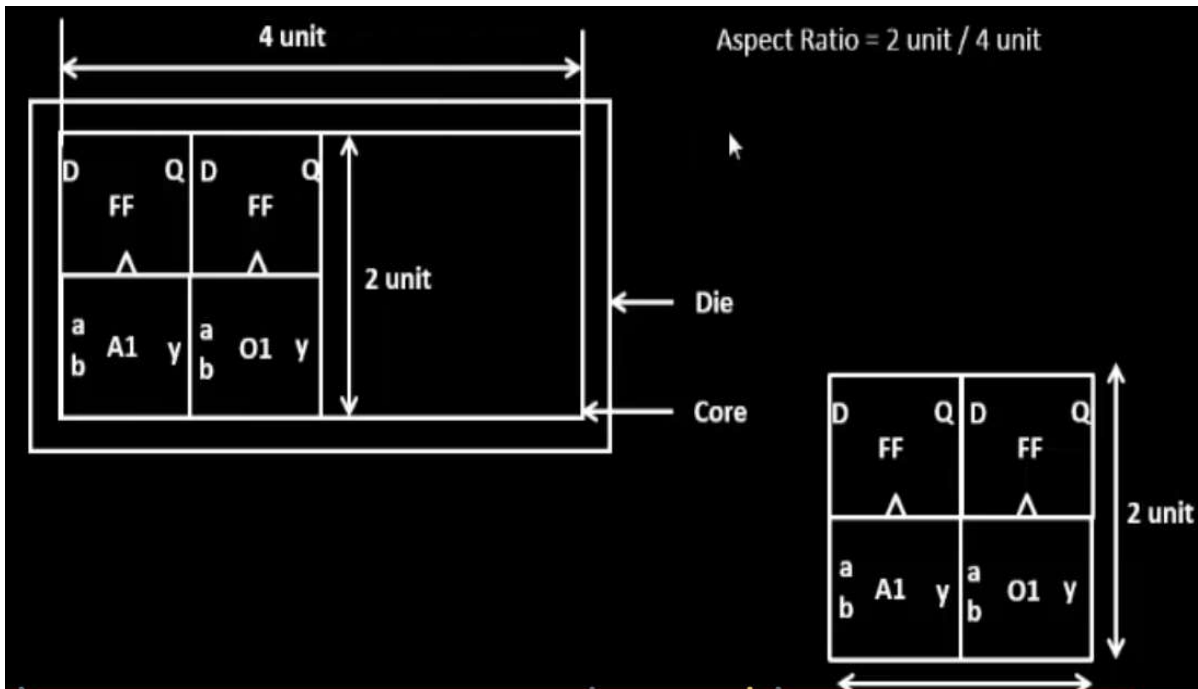 4 unit
Aspect Ratio = 2 unit / 4 unit
D Q D Q
FF FF
2 unit
Die
a A1 y a O1 y
b b
Core
D Q D Q
FF FF
2 unit
a A1 y a O1 y
b b